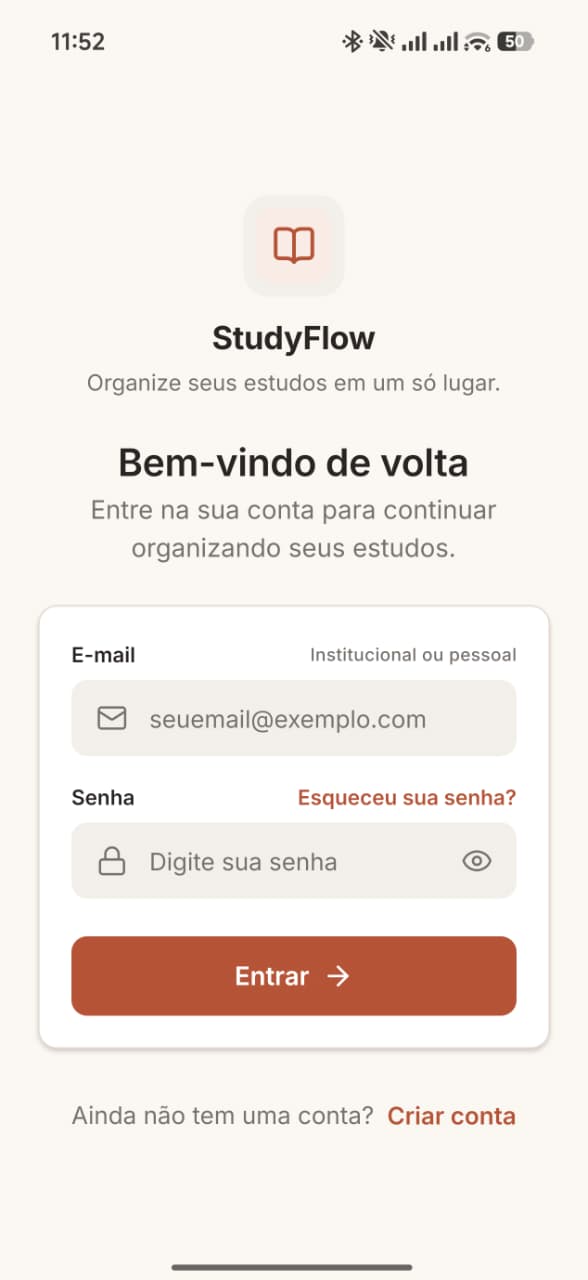 11:52
6
50
StudyFlow
Organize seus estudos em um só lugar.
Bem-vindo de volta
Entre na sua conta para continuar
organizando seus estudos.
E-mail Institucional ou pessoal
seuemail@exemplo.com
Senha Esqueceu sua senha?
Digite sua senha
Entrar →
Ainda não tem uma conta? Criar conta